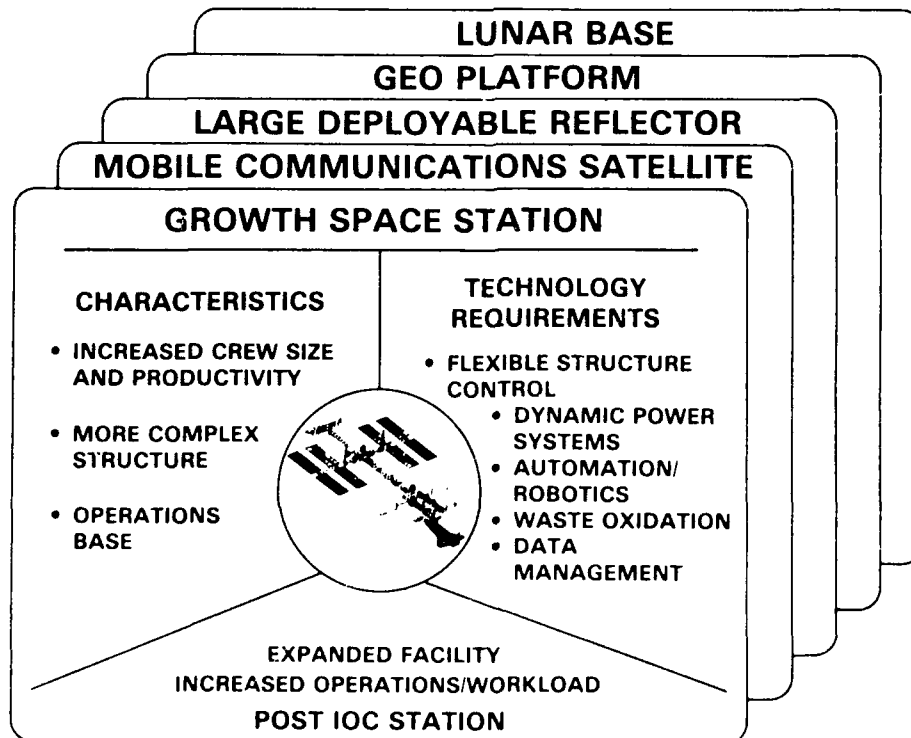 LUNAR BASE
GEO PLATFORM
LARGE DEPLOYABLE REFLECTOR
MOBILE COMMUNICATIONS SATELLITE
GROWTH SPACE STATION
CHARACTERISTICS
• INCREASED CREW SIZE
AND PRODUCTIVITY
• MORE COMPLEX
STRUCTURE
• OPERATIONS
BASE
TECHNOLOGY
REQUIREMENTS
• FLEXIBLE STRUCTURE
CONTROL
• DYNAMIC POWER
SYSTEMS
• AUTOMATION/
ROBOTICS
• WASTE OXIDATION
• DATA
MANAGEMENT
EXPANDED FACILITY
INCREASED OPERATIONS/WORKLOAD
POST IOC STATION